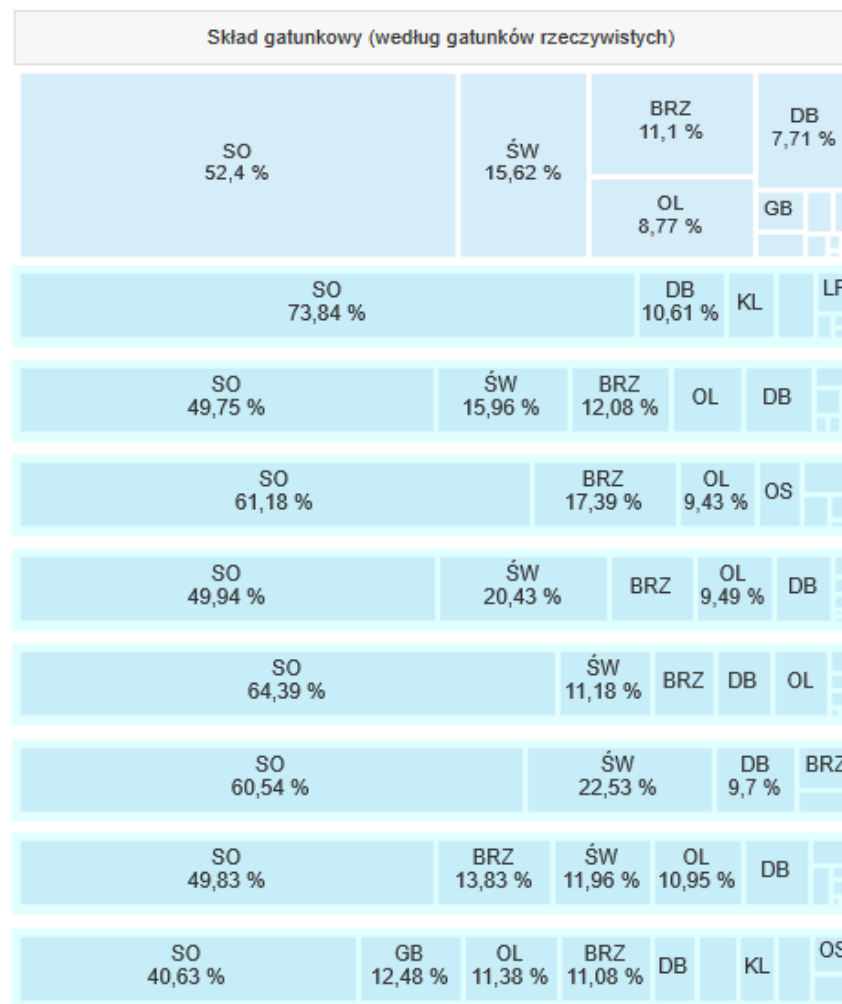 Skład gatunkowy (według gatunków rzeczywistych)
SO
52,4 %
ŚW
15,62 %
BRZ
11,1 %
OL
8,77 %
DB
7,71 %
GB
SO
73,84 %
DB
10,61 %
KL
SO
49,75 %
ŚW
15,96 %
BRZ
12,08 %
OL
DB
SO
61,18 %
BRZ
17,39 %
OL
9,43 %
OS
SO
49,94 %
ŚW
20,43 %
BRZ
OL
9,49 %
DB
SO
64,39 %
ŚW
11,18 %
BRZ
DB
OL
SO
60,54 %
ŚW
22,53 %
DB
9,7 %
BRZ
SO
49,83 %
BRZ
13,83 %
ŚW
11,96 %
OL
10,95 %
DB
SO
40,63 %
GB
12,48 %
OL
11,38 %
BRZ
11,08 %
DB
KL
OS